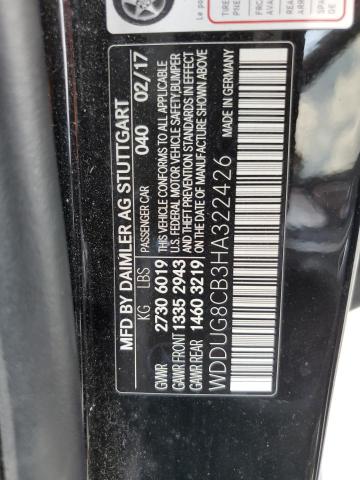 MFD BY DAIMLER AG STUTTGART
KG LBS PASSENGER CAR 040 02/17
GVWR 2730 6019 THIS VEHICLE CONFORMS TO ALL APPLICABLE
GAWR FRONT 1335 2943 U.S. FEDERAL MOTOR VEHICLE SAFETY, BUMPER,
AND THEFT PREVENTION STANDARDS IN EFFECT
GAWR REAR 1460 3219 ON THE DATE OF MANUFACTURE SHOWN ABOVE
WDDUG8CB3HA322426 MADE IN GERMANY